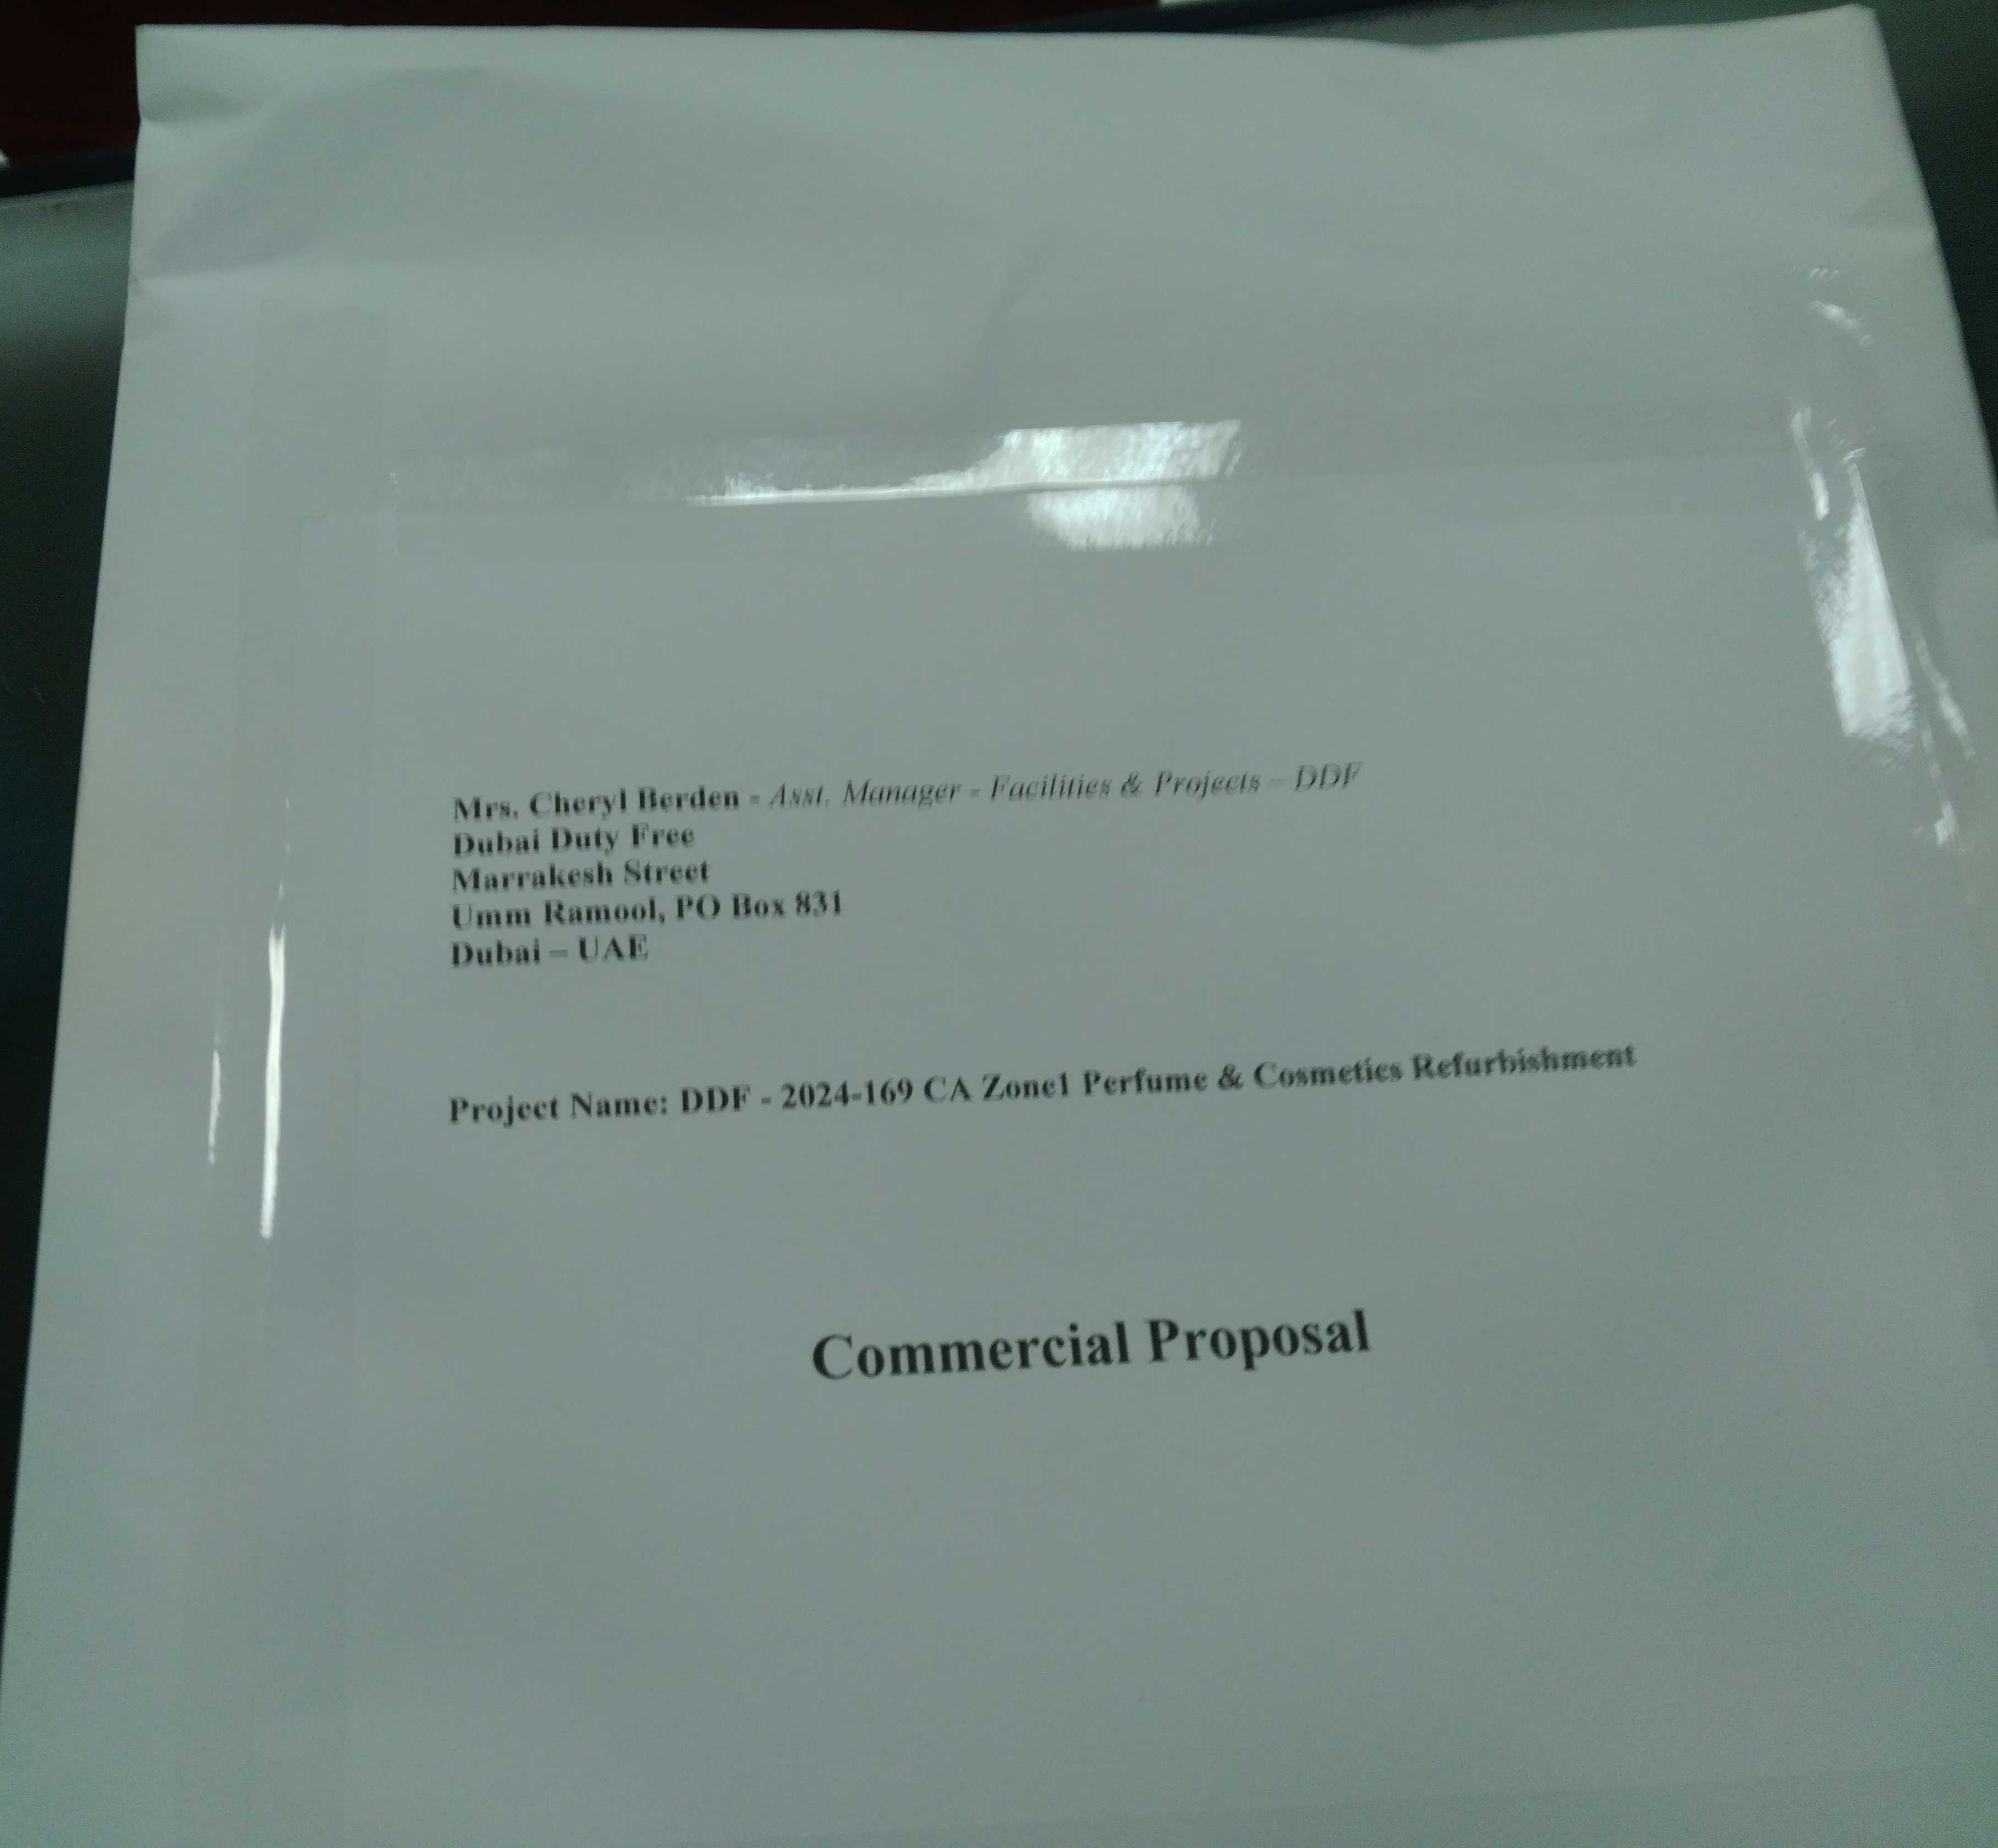 Mrs. Cheryl Berden - Asst. Manager - Facilities & Projects – DDF
Dubai Duty Free
Marrakesh Street
Umm Ramool, PO Box 831
Dubai – UAE
Project Name: DDF - 2024-169 CA Zone1 Perfume & Cosmetics Refurbishment
Commercial Proposal